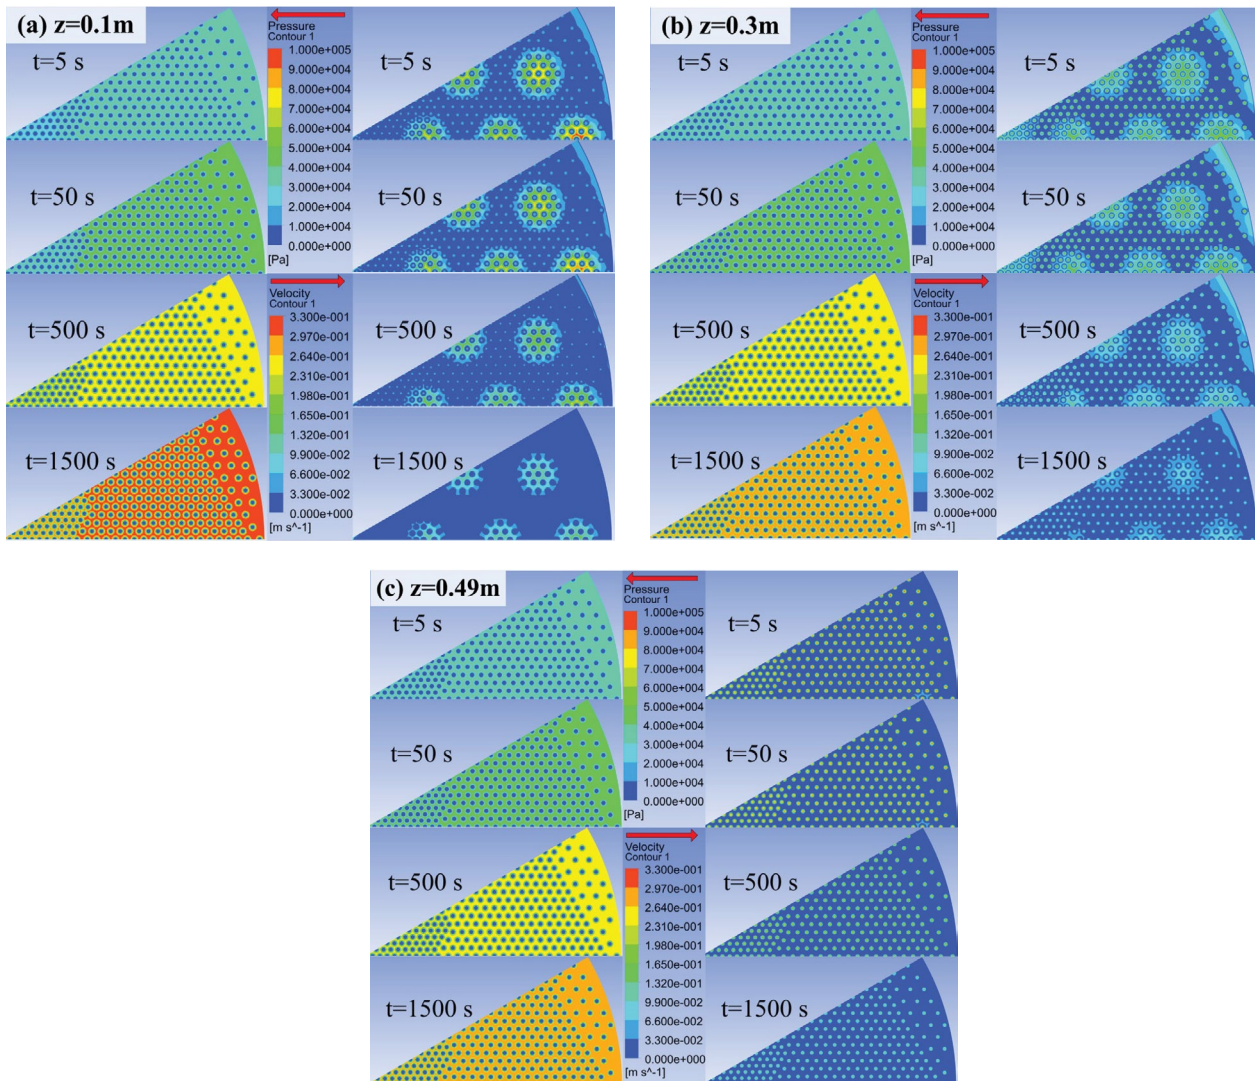 (a) z=0.1m
t=5 s
t=50 s
t=500 s
t=1500 s
Pressure
Contour 1
1.000e+005
9.000e+004
8.000e+004
7.000e+004
6.000e+004
5.000e+004
4.000e+004
3.000e+004
2.000e+004
1.000e+004
0.000e+000
[Pa]
Velocity
Contour 1
3.300e-001
2.970e-001
2.640e-001
2.310e-001
1.980e-001
1.650e-001
1.320e-001
9.900e-002
6.600e-002
3.300e-002
0.000e+000
[m s^-1]
t=5 s
t=50 s
t=500 s
t=1500 s
(b) z=0.3m
t=5 s
t=50 s
t=500 s
t=1500 s
Pressure
Contour 1
1.000e+005
9.000e+004
8.000e+004
7.000e+004
6.000e+004
5.000e+004
4.000e+004
3.000e+004
2.000e+004
1.000e+004
0.000e+000
[Pa]
Velocity
Contour 1
3.300e-001
2.970e-001
2.640e-001
2.310e-001
1.980e-001
1.650e-001
1.320e-001
9.900e-002
6.600e-002
3.300e-002
0.000e+000
[m s^-1]
t=5 s
t=50 s
t=500 s
t=1500 s
(c) z=0.49m
t=5 s
t=50 s
t=500 s
t=1500 s
Pressure
Contour 1
1.000e+005
9.000e+004
8.000e+004
7.000e+004
6.000e+004
5.000e+004
4.000e+004
3.000e+004
2.000e+004
1.000e+004
0.000e+000
[Pa]
Velocity
Contour 1
3.300e-001
2.970e-001
2.640e-001
2.310e-001
1.980e-001
1.650e-001
1.320e-001
9.900e-002
6.600e-002
3.300e-002
0.000e+000
[m s^-1]
t=5 s
t=50 s
t=500 s
t=1500 s